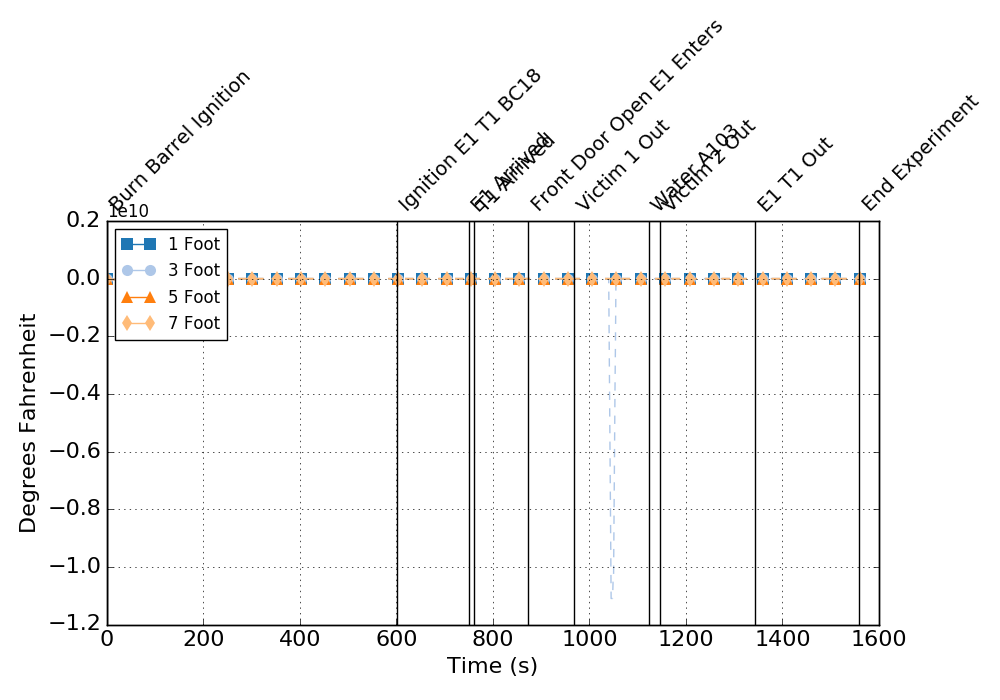 Burn Barrel Ignition
Ignition E1 T1 BC18
E1 Arrived
T1 Arrived
Front Door Open E1 Enters
Victim 1 Out
Water A103
Victim 2 Out
E1 T1 Out
End Experiment
1e10
0.2
0.0
−0.2
−0.4
−0.6
−0.8
−1.0
−1.2
Degrees Fahrenheit
1 Foot
3 Foot
5 Foot
7 Foot
0 200 400 600 800 1000 1200 1400 1600
Time (s)